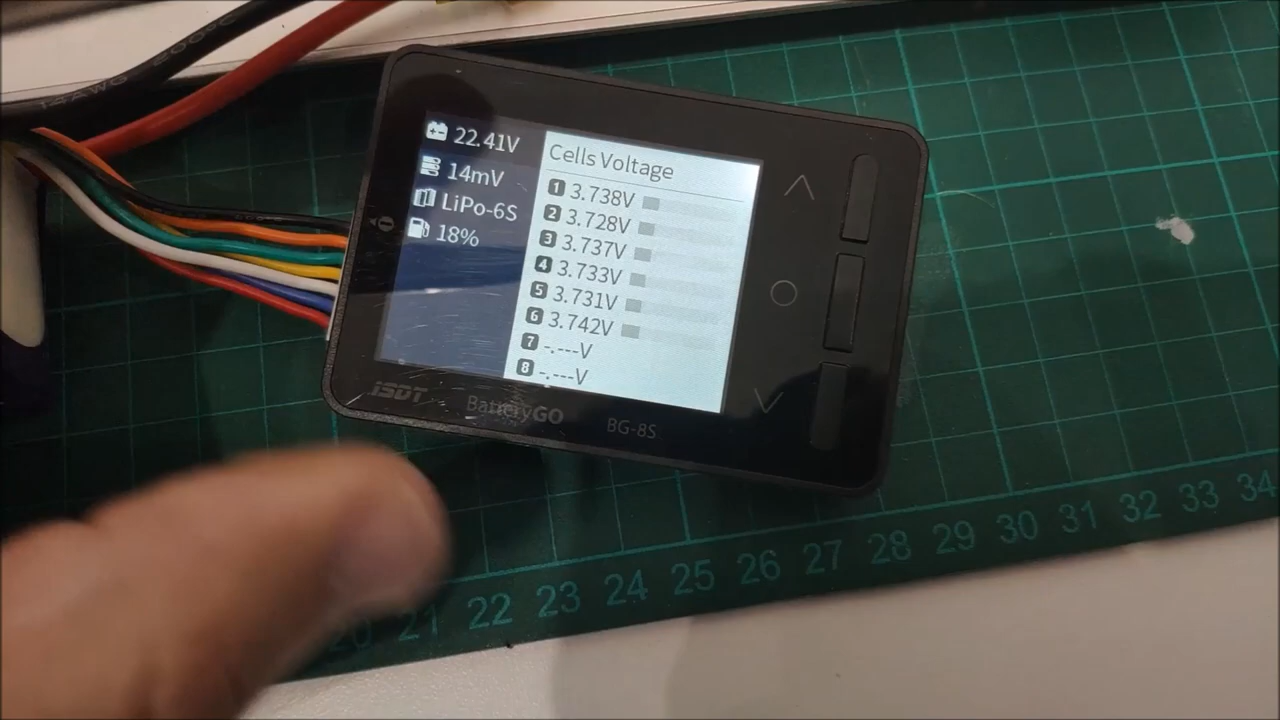 14AWG 200°C
22.41V
14mV
LiPo-6S
18%
Cells Voltage
1 3.738V
2 3.728V
3 3.737V
4 3.733V
5 3.731V
6 3.742V
7 -.---V
8 -.---V
ISDT
BatteryGO
BG-8S
20 21 22 23 24 25 26 27 28 29 30 31 32 33 34